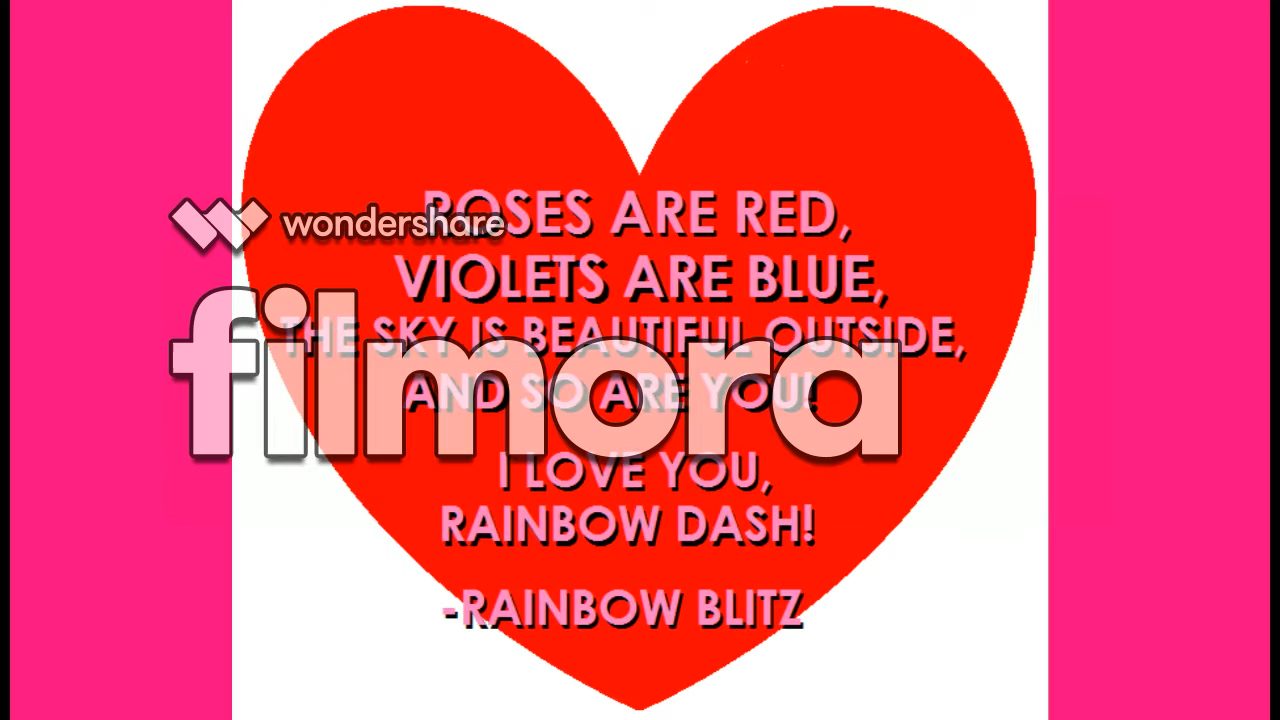 ROSES ARE RED,
wondershare
VIOLETS ARE BLUE,
THE SKY IS BEAUTIFUL OUTSIDE,
filmora
AND SO ARE YOU!
I LOVE YOU,
RAINBOW DASH!
-RAINBOW BLITZ